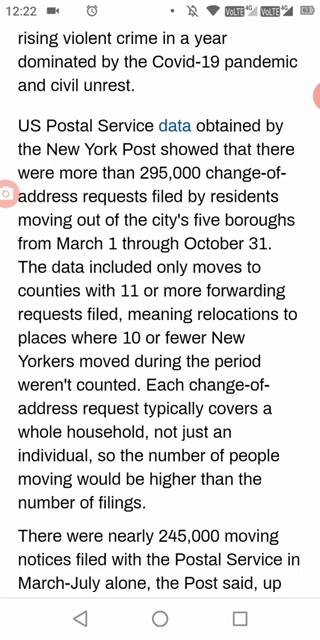 12:22
63
rising violent crime in a year
dominated by the Covid-19 pandemic
and civil unrest.
US Postal Service data obtained by
the New York Post showed that there
were more than 295,000 change-of-
address requests filed by residents
moving out of the city's five boroughs
from March 1 through October 31.
The data included only moves to
counties with 11 or more forwarding
requests filed, meaning relocations to
places where 10 or fewer New
Yorkers moved during the period
weren't counted. Each change-of-
address request typically covers a
whole household, not just an
individual, so the number of people
moving would be higher than the
number of filings.
There were nearly 245,000 moving
notices filed with the Postal Service in
March-July alone, the Post said, up